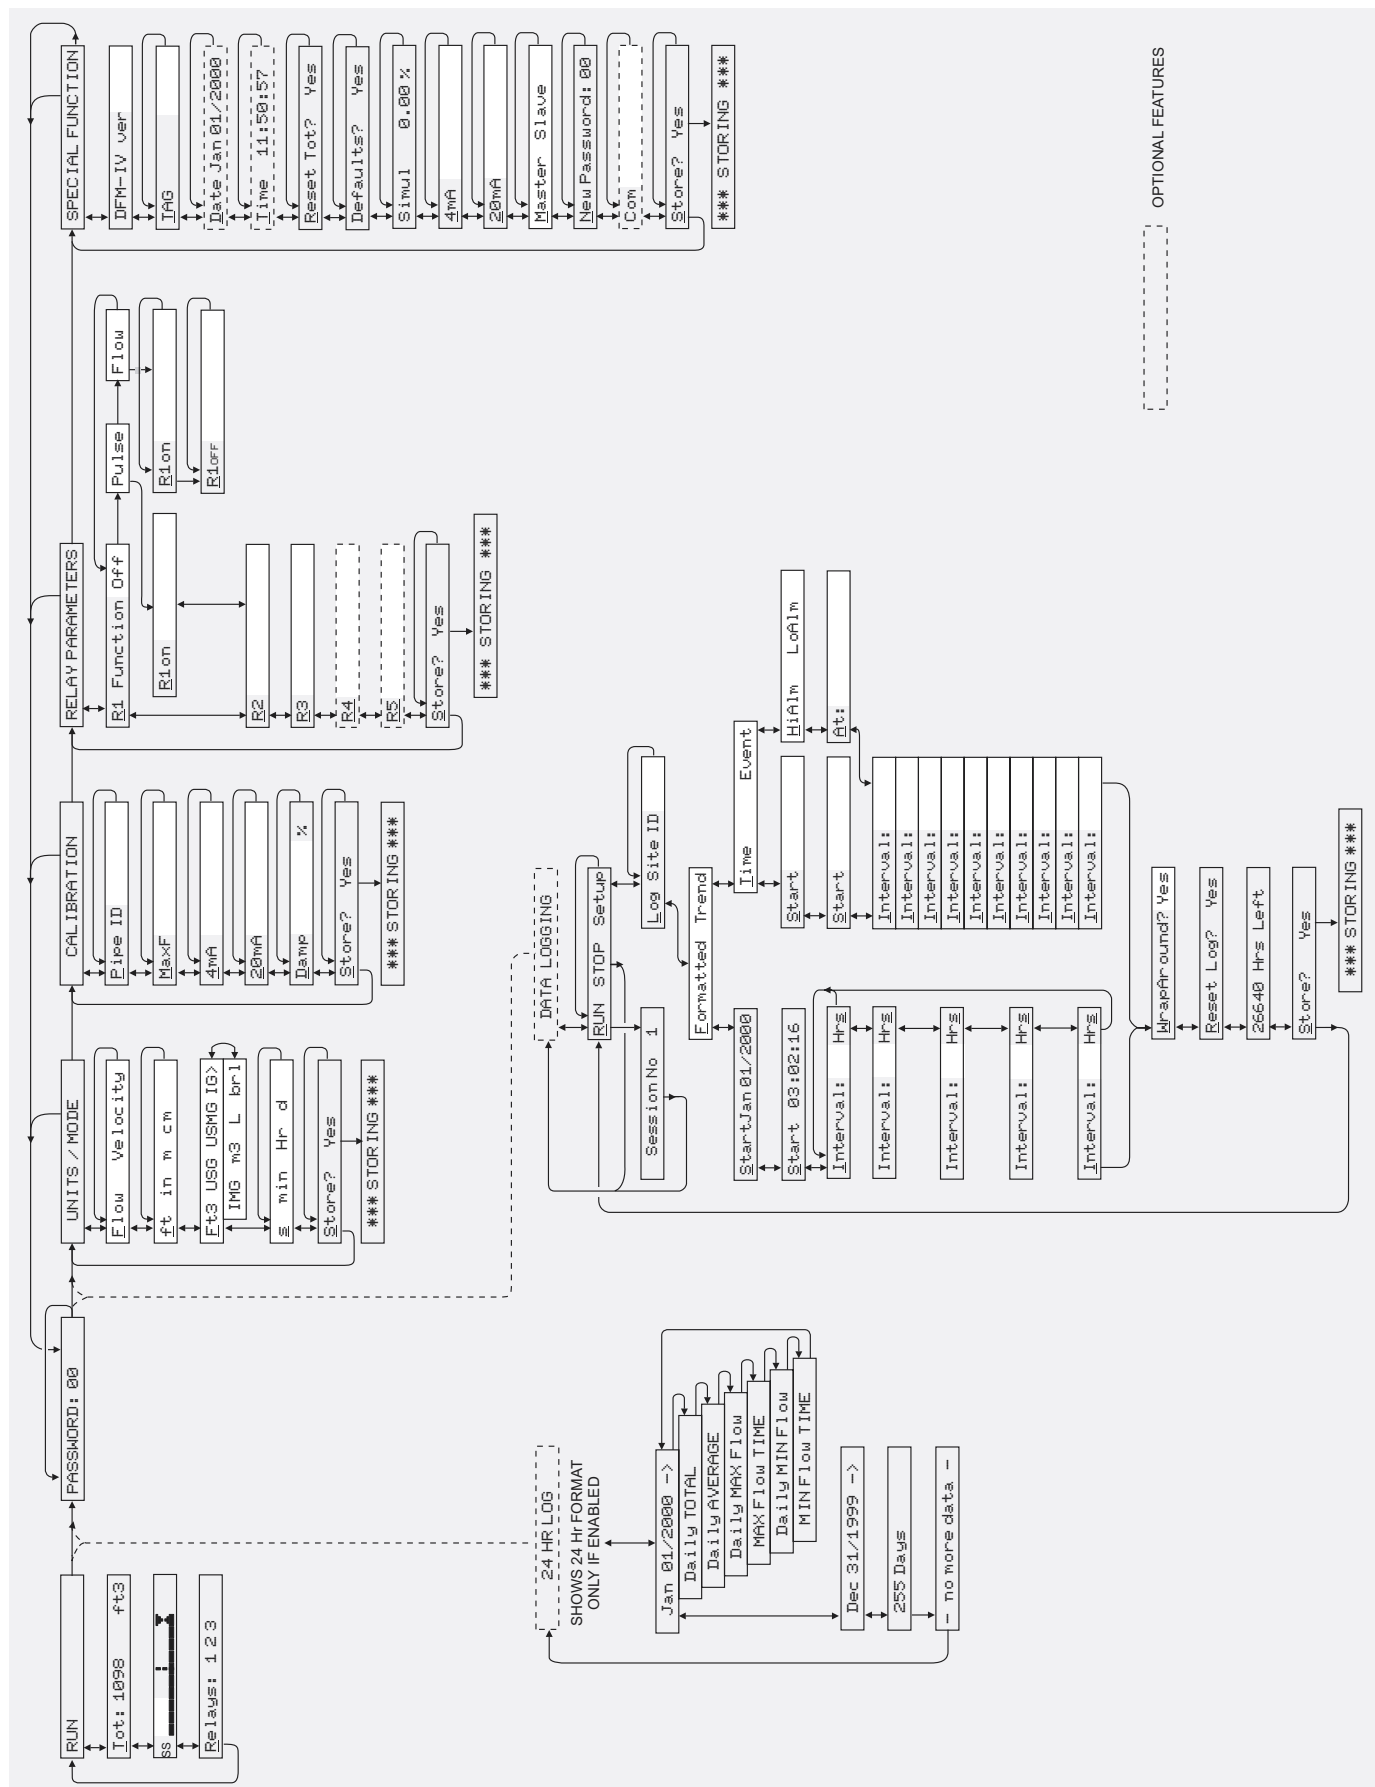 RUN
Tot: 1098 ft3
SS
Relays: 1 2 3
PASSWORD: 00
UNITS / MODE
Flow Velocity
ft in m cm
Ft3 USG USMG IG>
IMG m3 L brl
s min Hr d
Store? Yes
*** STORING ***
CALIBRATION
Pipe ID
MaxF
4mA
20mA
Damp %
Store? Yes
*** STORING ***
RELAY PARAMETERS
R1 Function Off
Pulse
Flow
R1on
R1on
R1OFF
R2
R3
R4
R5
Store? Yes
*** STORING ***
SPECIAL FUNCTION
DFM-IV ver
TAG
Date Jan 01/2000
Time 11:50:57
Reset Tot? Yes
Defaults? Yes
Simul 0.00 %
4mA
20mA
Master Slave
New Password: 00
Com
Store? Yes
*** STORING ***
24 HR LOG
SHOWS 24 Hr FORMAT
ONLY IF ENABLED
Jan 01/2000 ->
Daily TOTAL
Daily AVERAGE
Daily MAX Flow
MAX Flow TIME
Daily MIN Flow
MIN Flow TIME
Dec 31/1999 ->
255 Days
- no more data -
DATA LOGGING
RUN STOP Setup
Session No 1
Log Site ID
Formatted Trend
StartJan 01/2000
Start 03:02:16
Interval: Hrs
Interval: Hrs
Interval: Hrs
Interval: Hrs
Interval: Hrs
Time Event
Start
Start
HiAlm LoAlm
At:
Interval:
Interval:
Interval:
Interval:
Interval:
Interval:
Interval:
Interval:
Interval:
Interval:
WrapAround? Yes
Reset Log? Yes
26640 Hrs Left
Store? Yes
*** STORING ***
OPTIONAL FEATURES